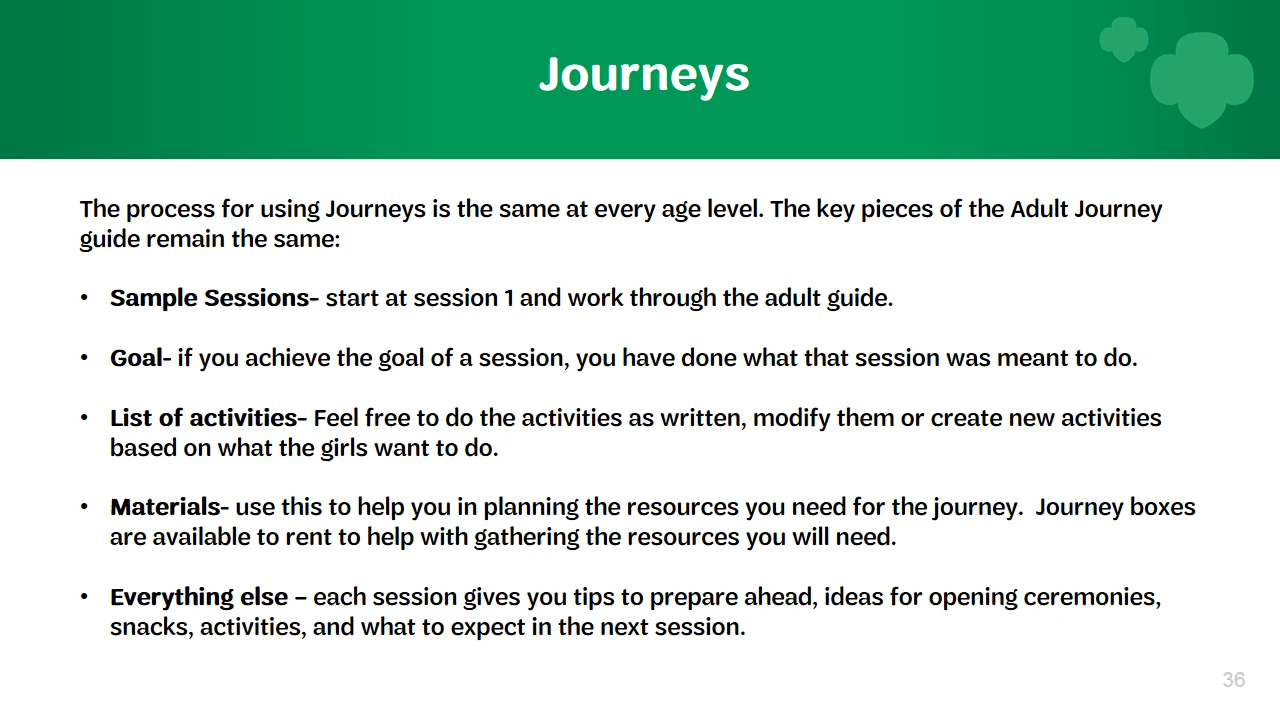 Journeys
The process for using Journeys is the same at every age level. The key pieces of the Adult Journey
guide remain the same:
• Sample Sessions- start at session 1 and work through the adult guide.
• Goal- if you achieve the goal of a session, you have done what that session was meant to do.
• List of activities- Feel free to do the activities as written, modify them or create new activities
based on what the girls want to do.
• Materials- use this to help you in planning the resources you need for the journey.  Journey boxes
are available to rent to help with gathering the resources you will need.
• Everything else – each session gives you tips to prepare ahead, ideas for opening ceremonies,
snacks, activities, and what to expect in the next session.
36